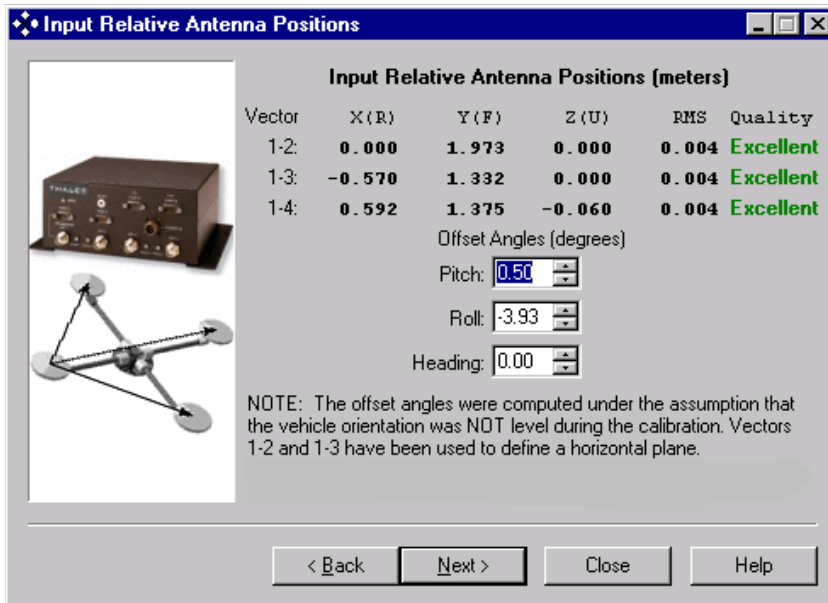 Input Relative Antenna Positions
Input Relative Antenna Positions (meters)
Vector X(R) Y(F) Z(U) RMS Quality
1-2: 0.000 1.973 0.000 0.004 Excellent
1-3: -0.570 1.332 0.000 0.004 Excellent
1-4: 0.592 1.375 -0.060 0.004 Excellent
Offset Angles (degrees)
Pitch: 0.50
Roll: -3.93
Heading: 0.00
NOTE: The offset angles were computed under the assumption that
the vehicle orientation was NOT level during the calibration. Vectors
1-2 and 1-3 have been used to define a horizontal plane.
THALES
< Back Next > Close Help